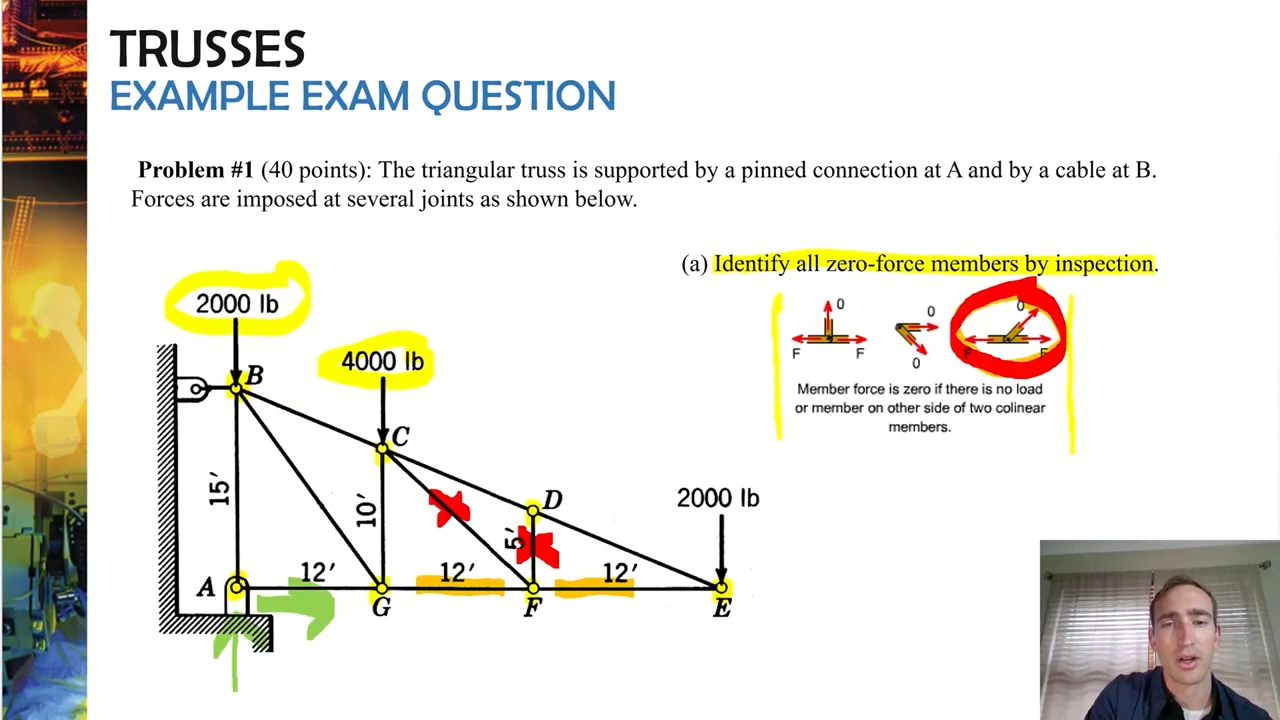 TRUSSES
EXAMPLE EXAM QUESTION
Problem #1 (40 points): The triangular truss is supported by a pinned connection at A and by a cable at B.
Forces are imposed at several joints as shown below.
(a) Identify all zero-force members by inspection.
2000 lb
4000 lb
B
C
D
15'
10'
5'
2000 lb
A
12'
12'
12'
G
F
E
0
0
0
0
F
F
F
F
Member force is zero if there is no load
or member on other side of two colinear
members.